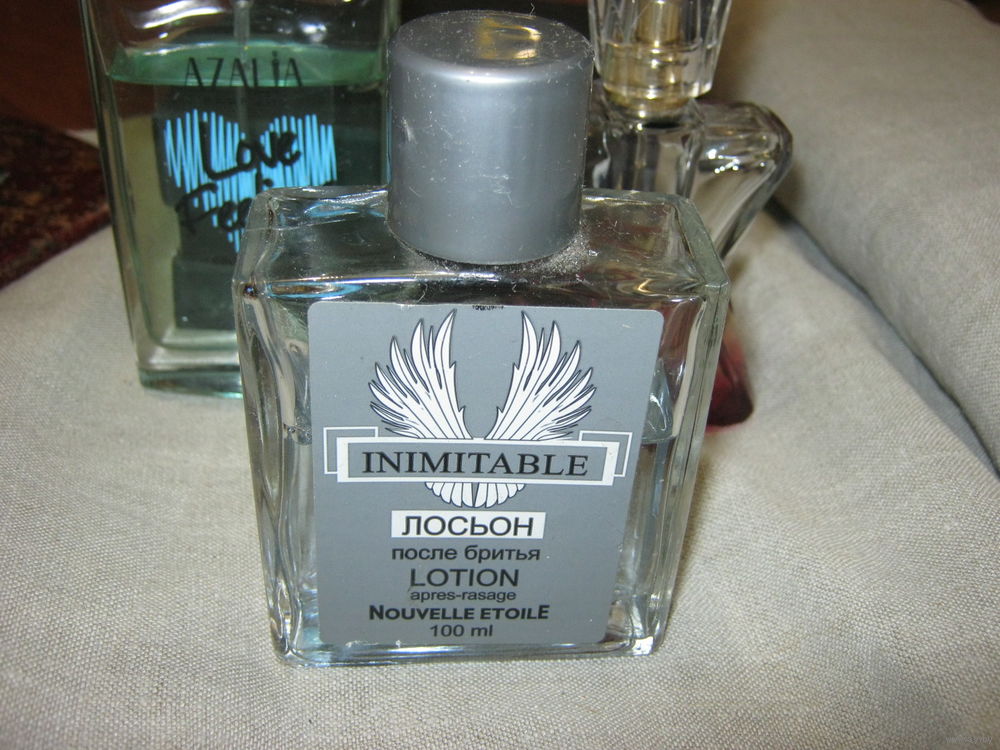 AZALIA
Love
INIMITABLE
ЛОСЬОН
после бритья
LOTION
apres-rasage
NOUVELLE ETOILE
100 ml